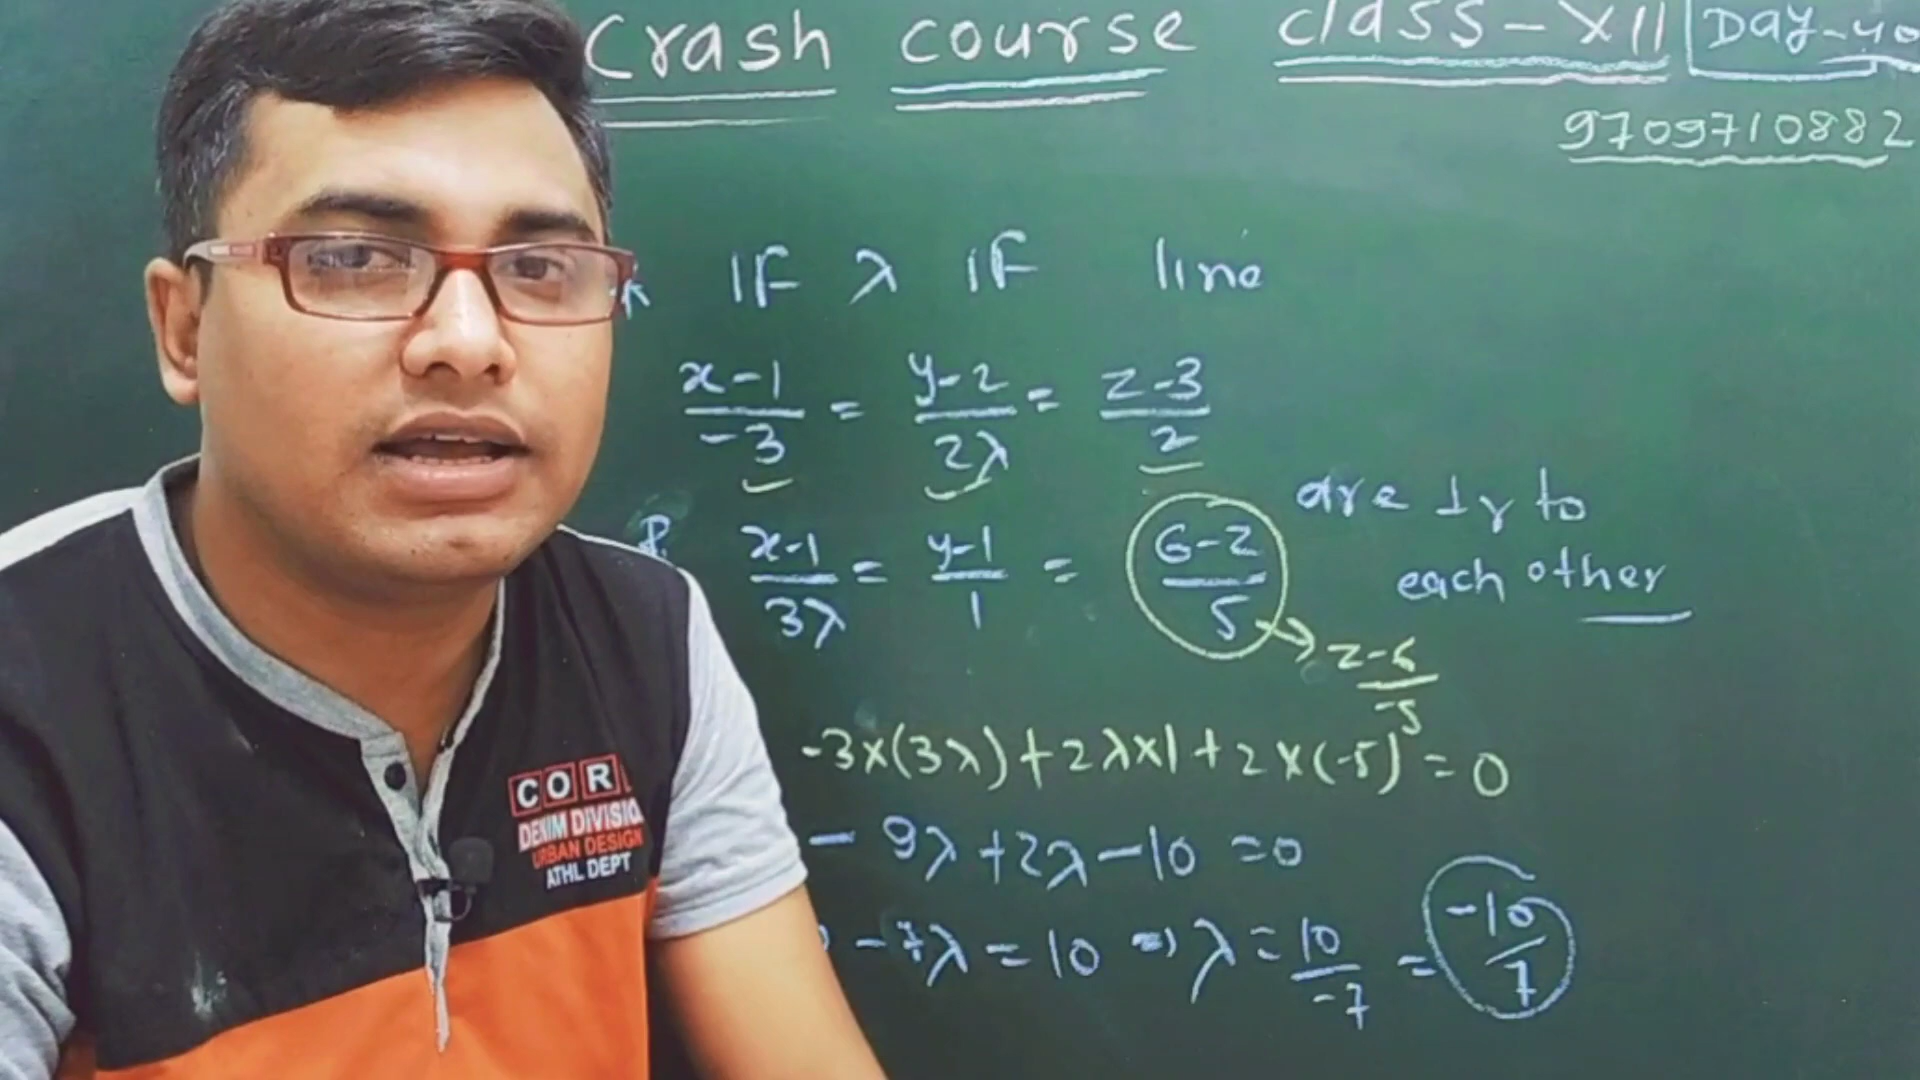 Crash course class-XII Day-40
9709710882
IF λ IF line
x-1/-3 = y-2/2λ = z-3/2
x-1/3λ = y-1/1 = 6-z/5 are ⊥r to each other
z-6/-5
-3×(3λ)+2λ×1+2×(-5)=0
- 9λ+2λ-10=0
-7λ=10 ⇒ λ=10/-7 = -10/7
COR
DENIM DIVISIO
URBAN DESIGN
ATHL DEPT